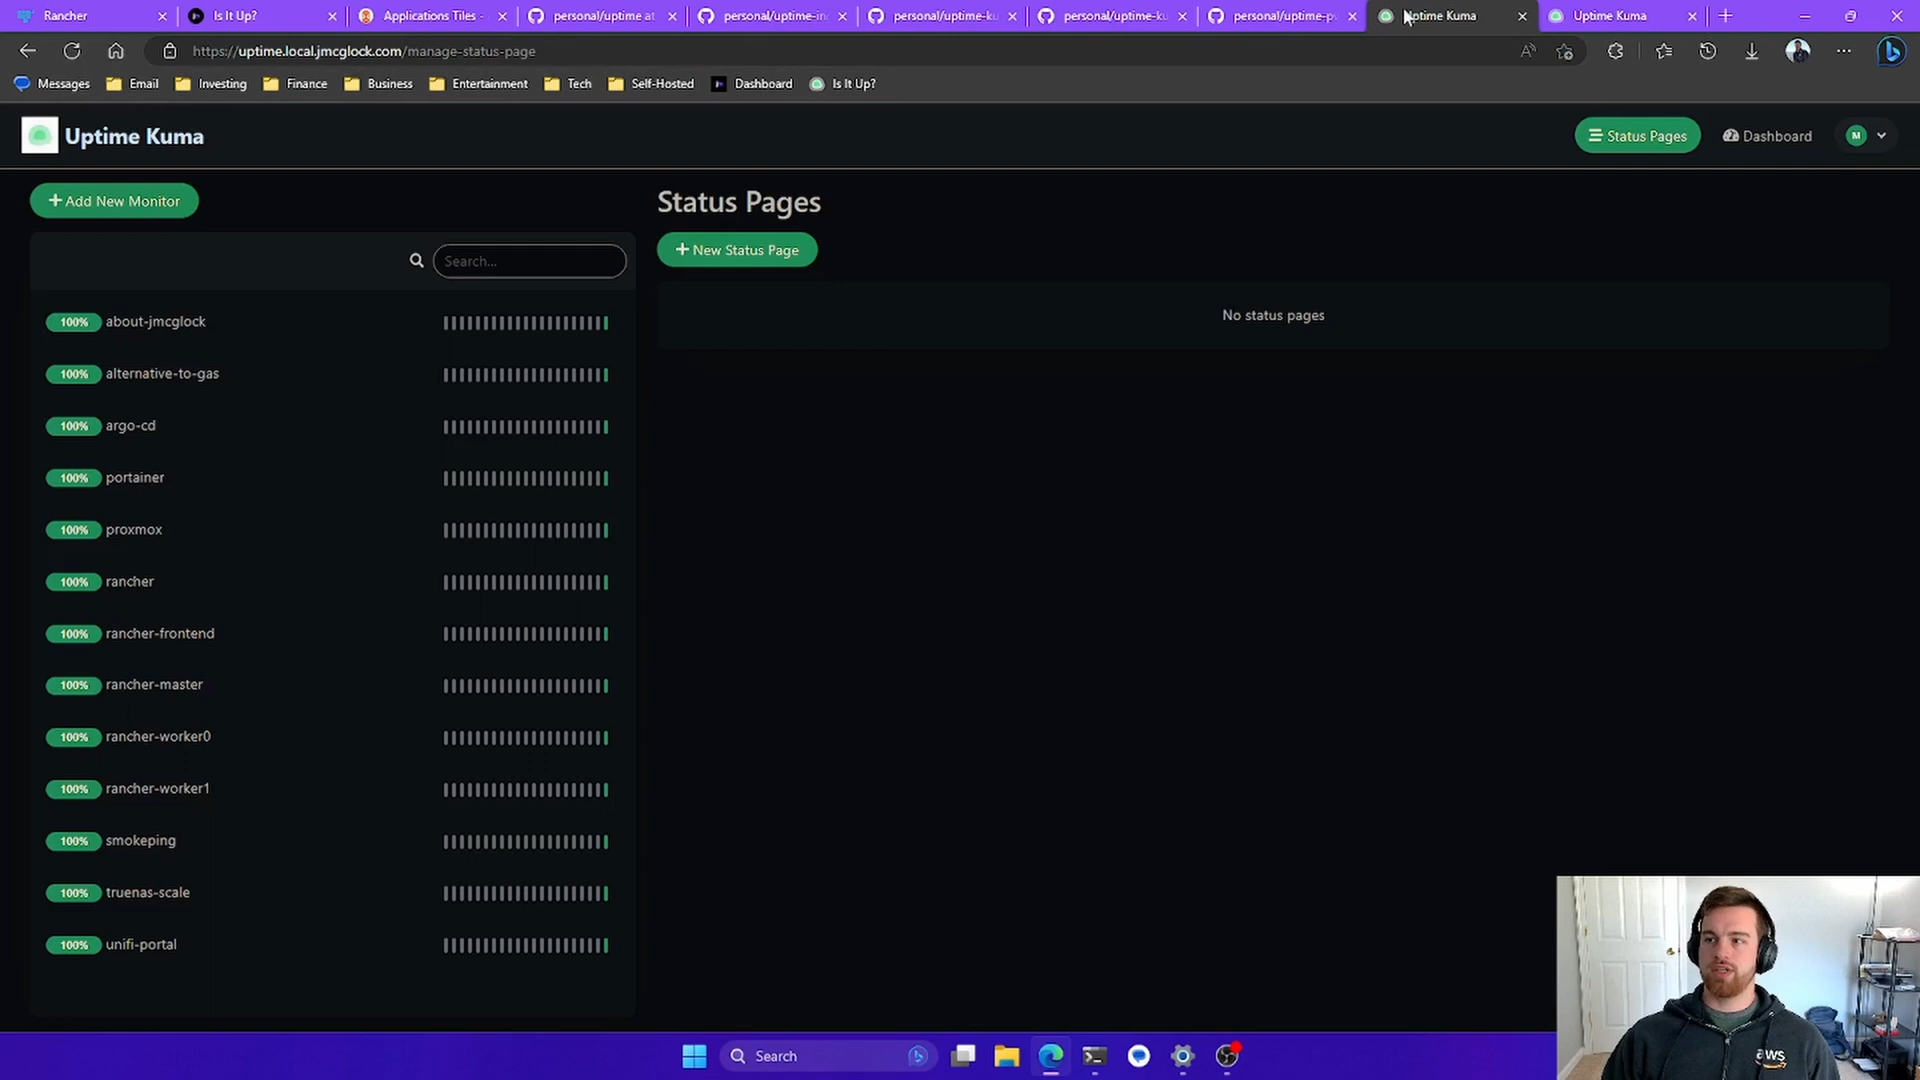 Rancher
Is It Up?
Applications Tiles -
personal/uptime at
personal/uptime-in
personal/uptime-ku
personal/uptime-ku
personal/uptime-pv
Uptime Kuma
Uptime Kuma
https://uptime.local.jmcglock.com/manage-status-page
Messages
Email
Investing
Finance
Business
Entertainment
Tech
Self-Hosted
Dashboard
Is It Up?
Uptime Kuma
Status Pages
Dashboard
M
+ Add New Monitor
Status Pages
Search...
+ New Status Page
No status pages
100% about-jmcglock
100% alternative-to-gas
100% argo-cd
100% portainer
100% proxmox
100% rancher
100% rancher-frontend
100% rancher-master
100% rancher-worker0
100% rancher-worker1
100% smokeping
100% truenas-scale
100% unifi-portal
aws
Search